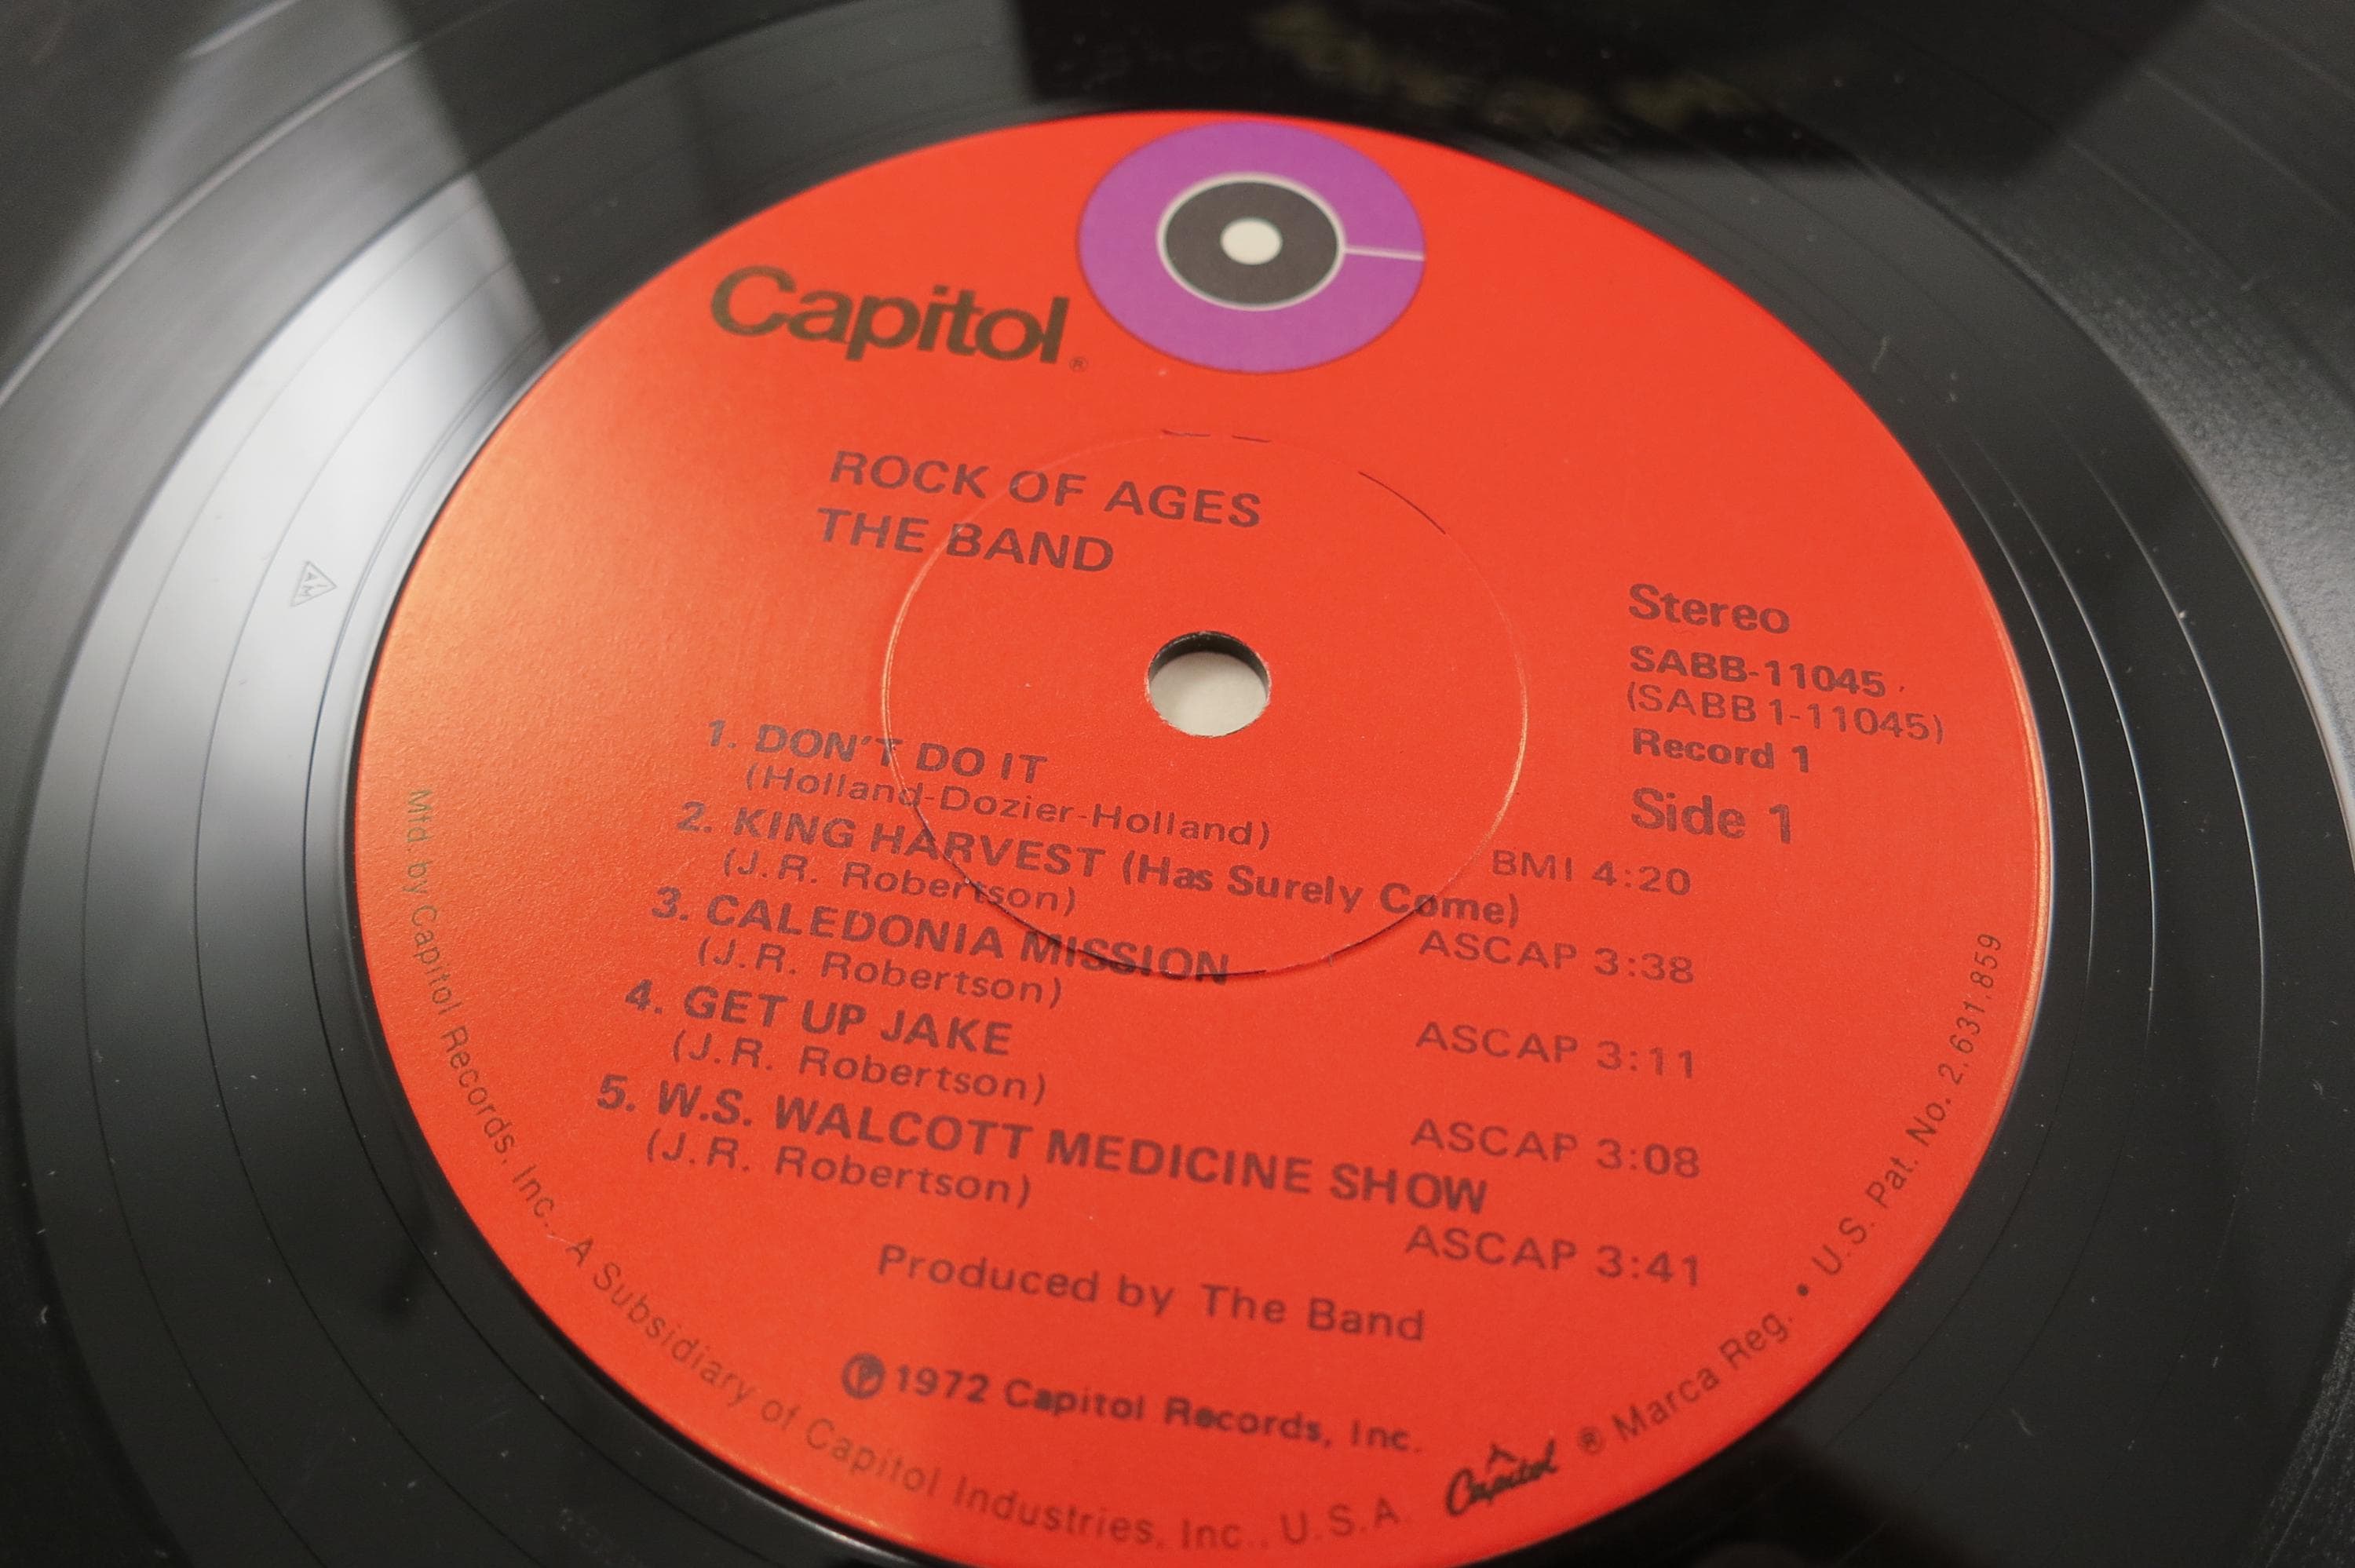 Capitol®
ROCK OF AGES
THE BAND
Stereo
SABB-11045
(SABB 1-11045)
Record 1
Side 1
1. DON'T DO IT
(Holland-Dozier-Holland)
BMI 4:20
2. KING HARVEST (Has Surely Come)
(J.R. Robertson)
ASCAP 3:38
3. CALEDONIA MISSION
(J.R. Robertson)
ASCAP 3:11
4. GET UP JAKE
(J.R. Robertson)
ASCAP 3:08
5. W.S. WALCOTT MEDICINE SHOW
(J.R. Robertson)
ASCAP 3:41
Produced by The Band
℗ 1972 Capitol Records, Inc.
Mfd. by Capitol Records, Inc., A Subsidiary of Capitol Industries, Inc., U.S.A. Capitol ® Marca Reg. • U.S. Pat. No. 2,631,859